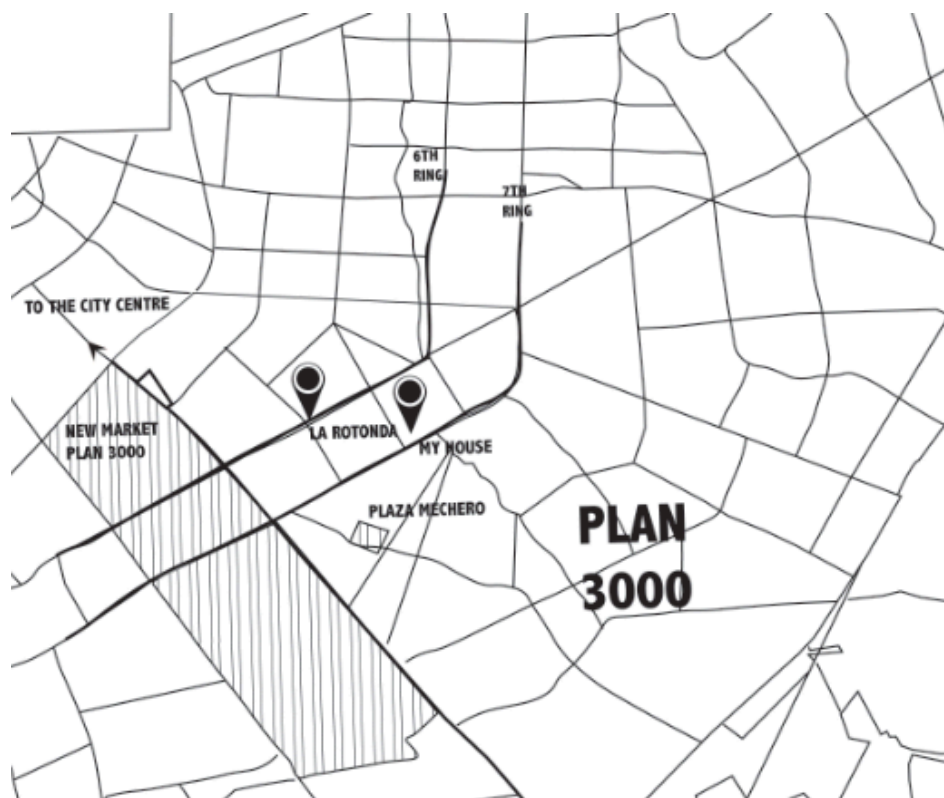 6TH
RING
7TH
RING
TO THE CITY CENTRE
NEW MARKET
PLAN 3000
LA ROTONDA
MY HOUSE
PLAZA MECHERO
PLAN
3000